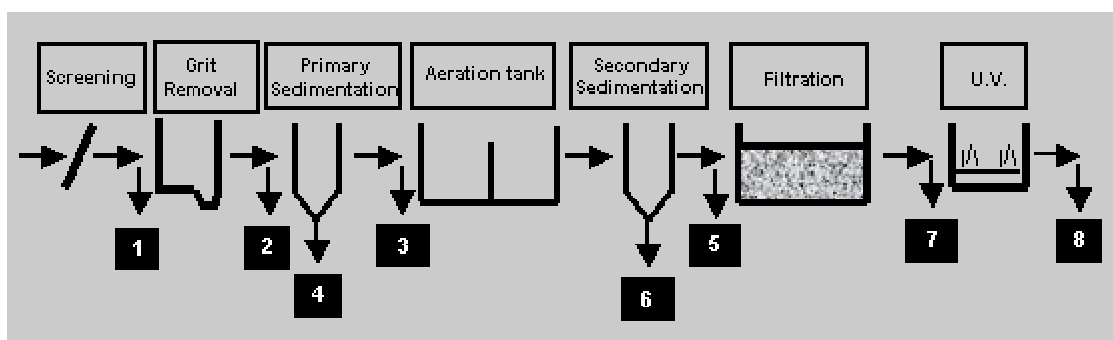 Screening
Grit
Removal
Primary
Sedimentation
Aeration tank
Secondary
Sedimentation
Filtration
U.V.
1
2
3
4
5
6
7
8